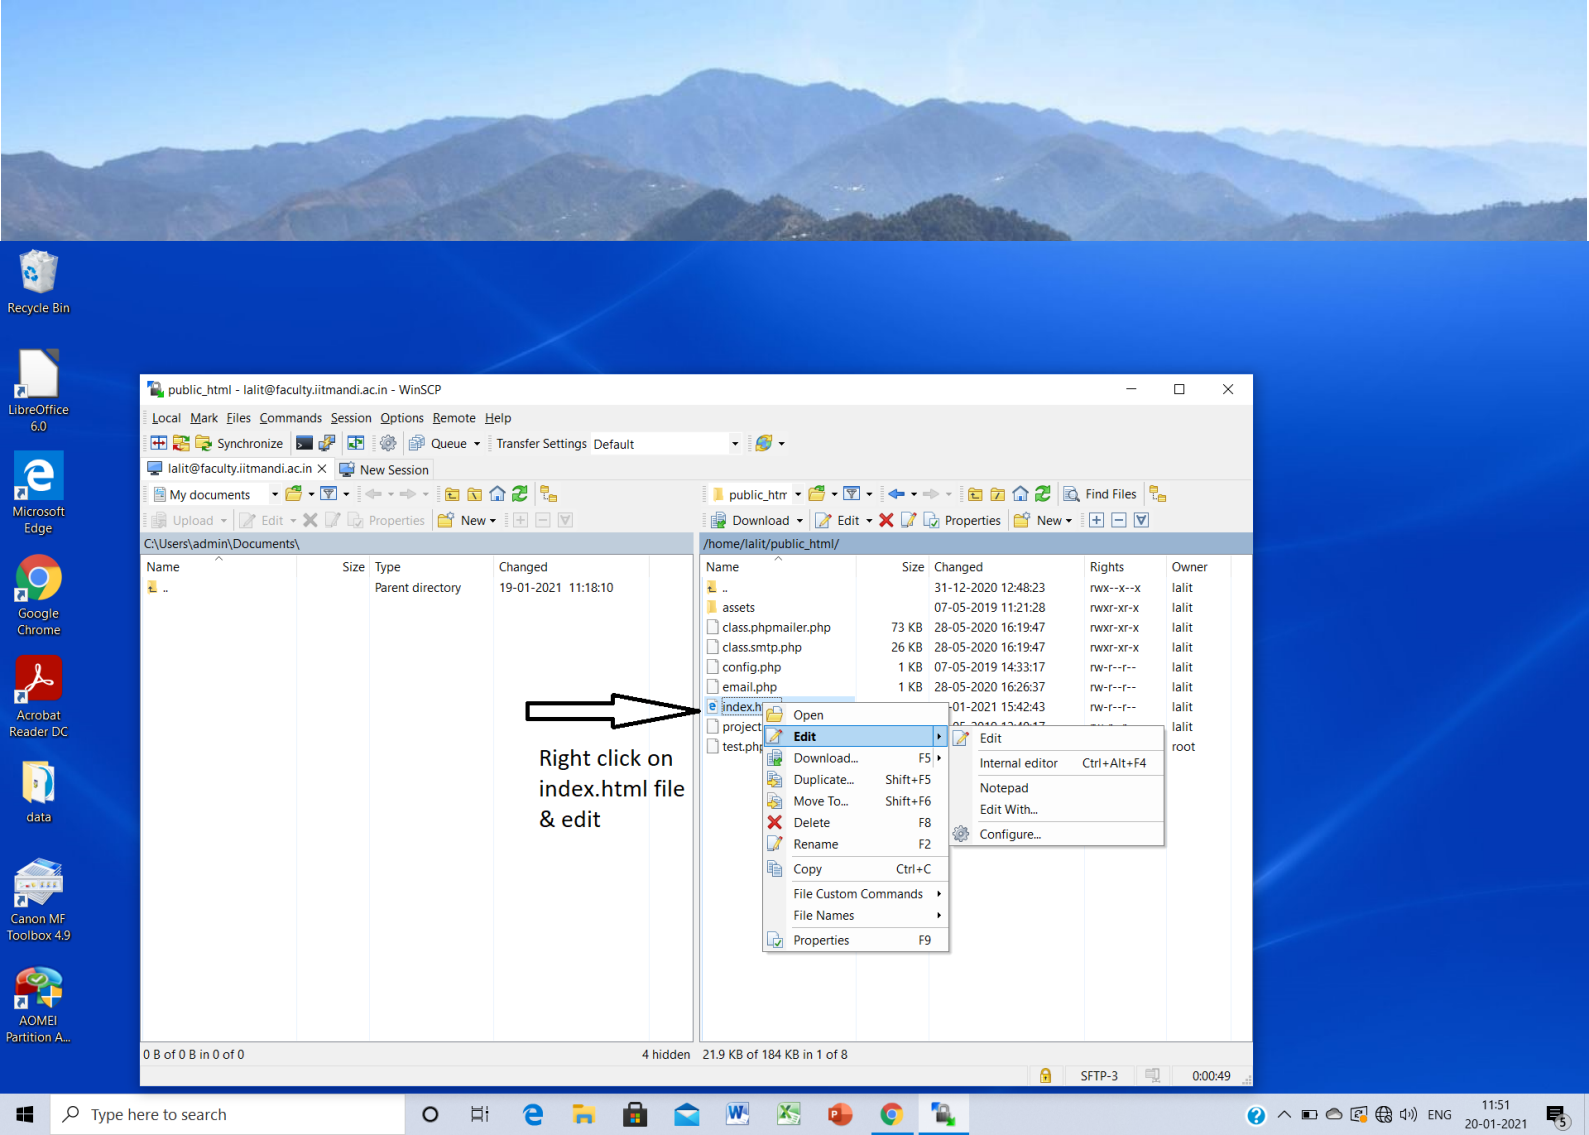 Recycle Bin
LibreOffice
6.0
Microsoft
Edge
Google
Chrome
Acrobat
Reader DC
data
Canon MF
Toolbox 4.9
AOMEI
Partition A...
public_html - lalit@faculty.iitmandi.ac.in - WinSCP
Local Mark Files Commands Session Options Remote Help
Synchronize Queue Transfer Settings Default
lalit@faculty.iitmandi.ac.in X New Session
My documents
Upload Edit Properties New
C:\Users\admin\Documents\
Name Size Type Changed
.. Parent directory 19-01-2021 11:18:10
public_htm Find Files
Download Edit Properties New
/home/lalit/public_html/
Name Size Changed Rights Owner
.. 31-12-2020 12:48:23 rwx--x--x lalit
assets 07-05-2019 11:21:28 rwxr-xr-x lalit
class.phpmailer.php 73 KB 28-05-2020 16:19:47 rwxr-xr-x lalit
class.smtp.php 26 KB 28-05-2020 16:19:47 rwxr-xr-x lalit
config.php 1 KB 07-05-2019 14:33:17 rw-r--r-- lalit
email.php 1 KB 28-05-2020 16:26:37 rw-r--r-- lalit
index.h -01-2021 15:42:43 rw-r--r-- lalit
project lalit
test.php root
Right click on
index.html file
& edit
Open
Edit
Download... F5
Duplicate... Shift+F5
Move To... Shift+F6
Delete F8
Rename F2
Copy Ctrl+C
File Custom Commands
File Names
Properties F9
Edit
Internal editor Ctrl+Alt+F4
Notepad
Edit With...
Configure...
0 B of 0 B in 0 of 0 4 hidden
21.9 KB of 184 KB in 1 of 8
SFTP-3 0:00:49
Type here to search
ENG
11:51
20-01-2021
5